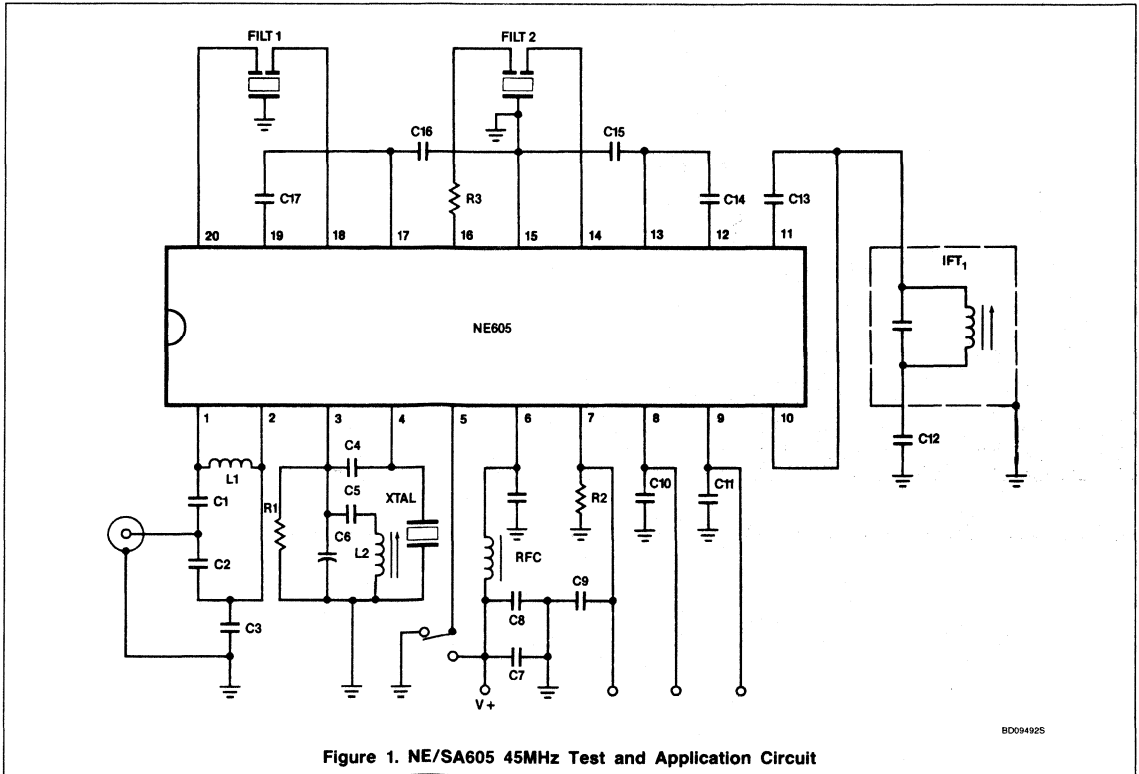 FILT 1 FILT 2
C16 C15
C17 R3 C14 C13
20 19 18 17 16 15 14 13 12 11
IFT1
NE605
1 2 3 4 5 6 7 8 9 10
L1 C4 C12
C1 C5 XTAL R2 C10 C11
R1 C6 L2
C2 RFC
C8 C9
C3
C7
V +
BD09492S
Figure 1. NE/SA605 45MHz Test and Application Circuit